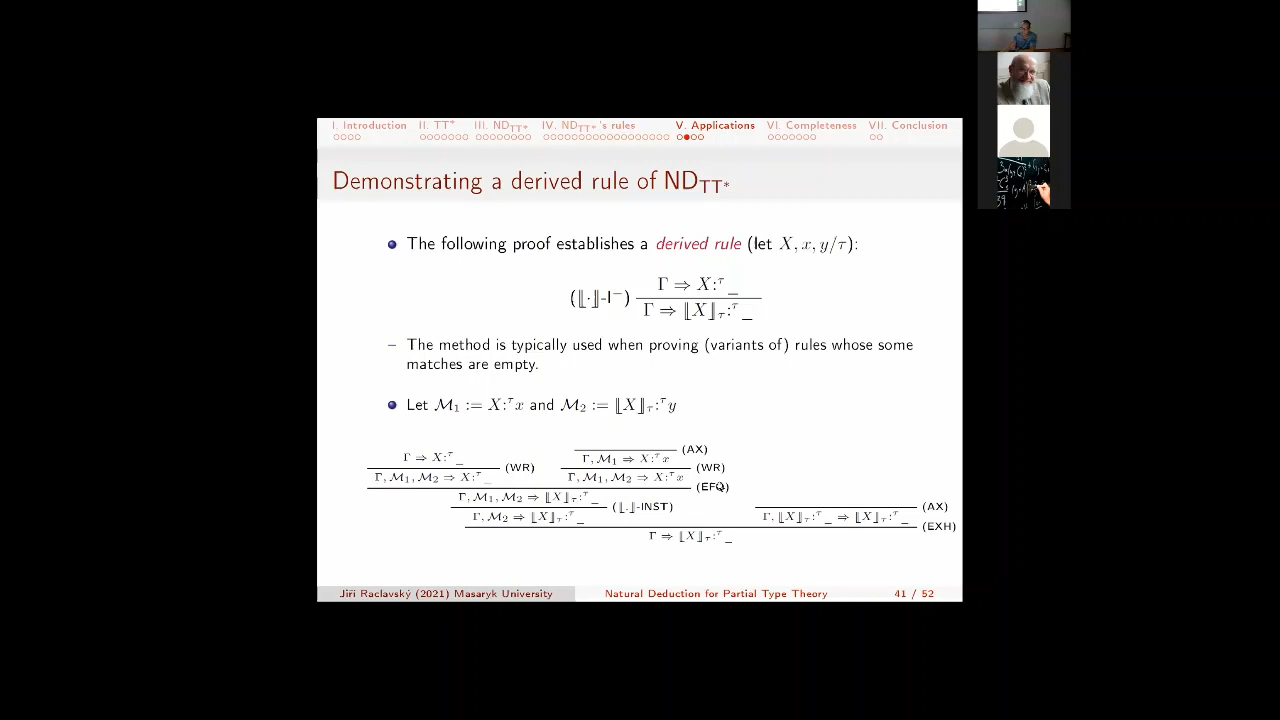 I. Introduction II. TT* III. ND_TT* IV. ND_TT*'s rules V. Applications VI. Completeness VII. Conclusion
Demonstrating a derived rule of ND_TT*
The following proof establishes a derived rule (let X, x, y/τ):
(⟦·⟧-I⁻) Γ ⇒ X:^τ _
Γ ⇒ ⟦X⟧_τ:^τ _
– The method is typically used when proving (variants of) rules whose some
matches are empty.
Let M₁ := X:^τ x and M₂ := ⟦X⟧_τ:^τ y
(AX)
Γ ⇒ X:^τ _ Γ, M₁ ⇒ X:^τ x
(WR) (WR)
Γ, M₁, M₂ ⇒ X:^τ _ Γ, M₁, M₂ ⇒ X:^τ x
(EFQ)
Γ, M₁, M₂ ⇒ ⟦X⟧_τ:^τ _
(⟦.⟧-INST) (AX)
Γ, M₂ ⇒ ⟦X⟧_τ:^τ _ Γ, ⟦X⟧_τ:^τ _ ⇒ ⟦X⟧_τ:^τ _
(EXH)
Γ ⇒ ⟦X⟧_τ:^τ _
Jiří Raclavský (2021) Masaryk University Natural Deduction for Partial Type Theory 41 / 52